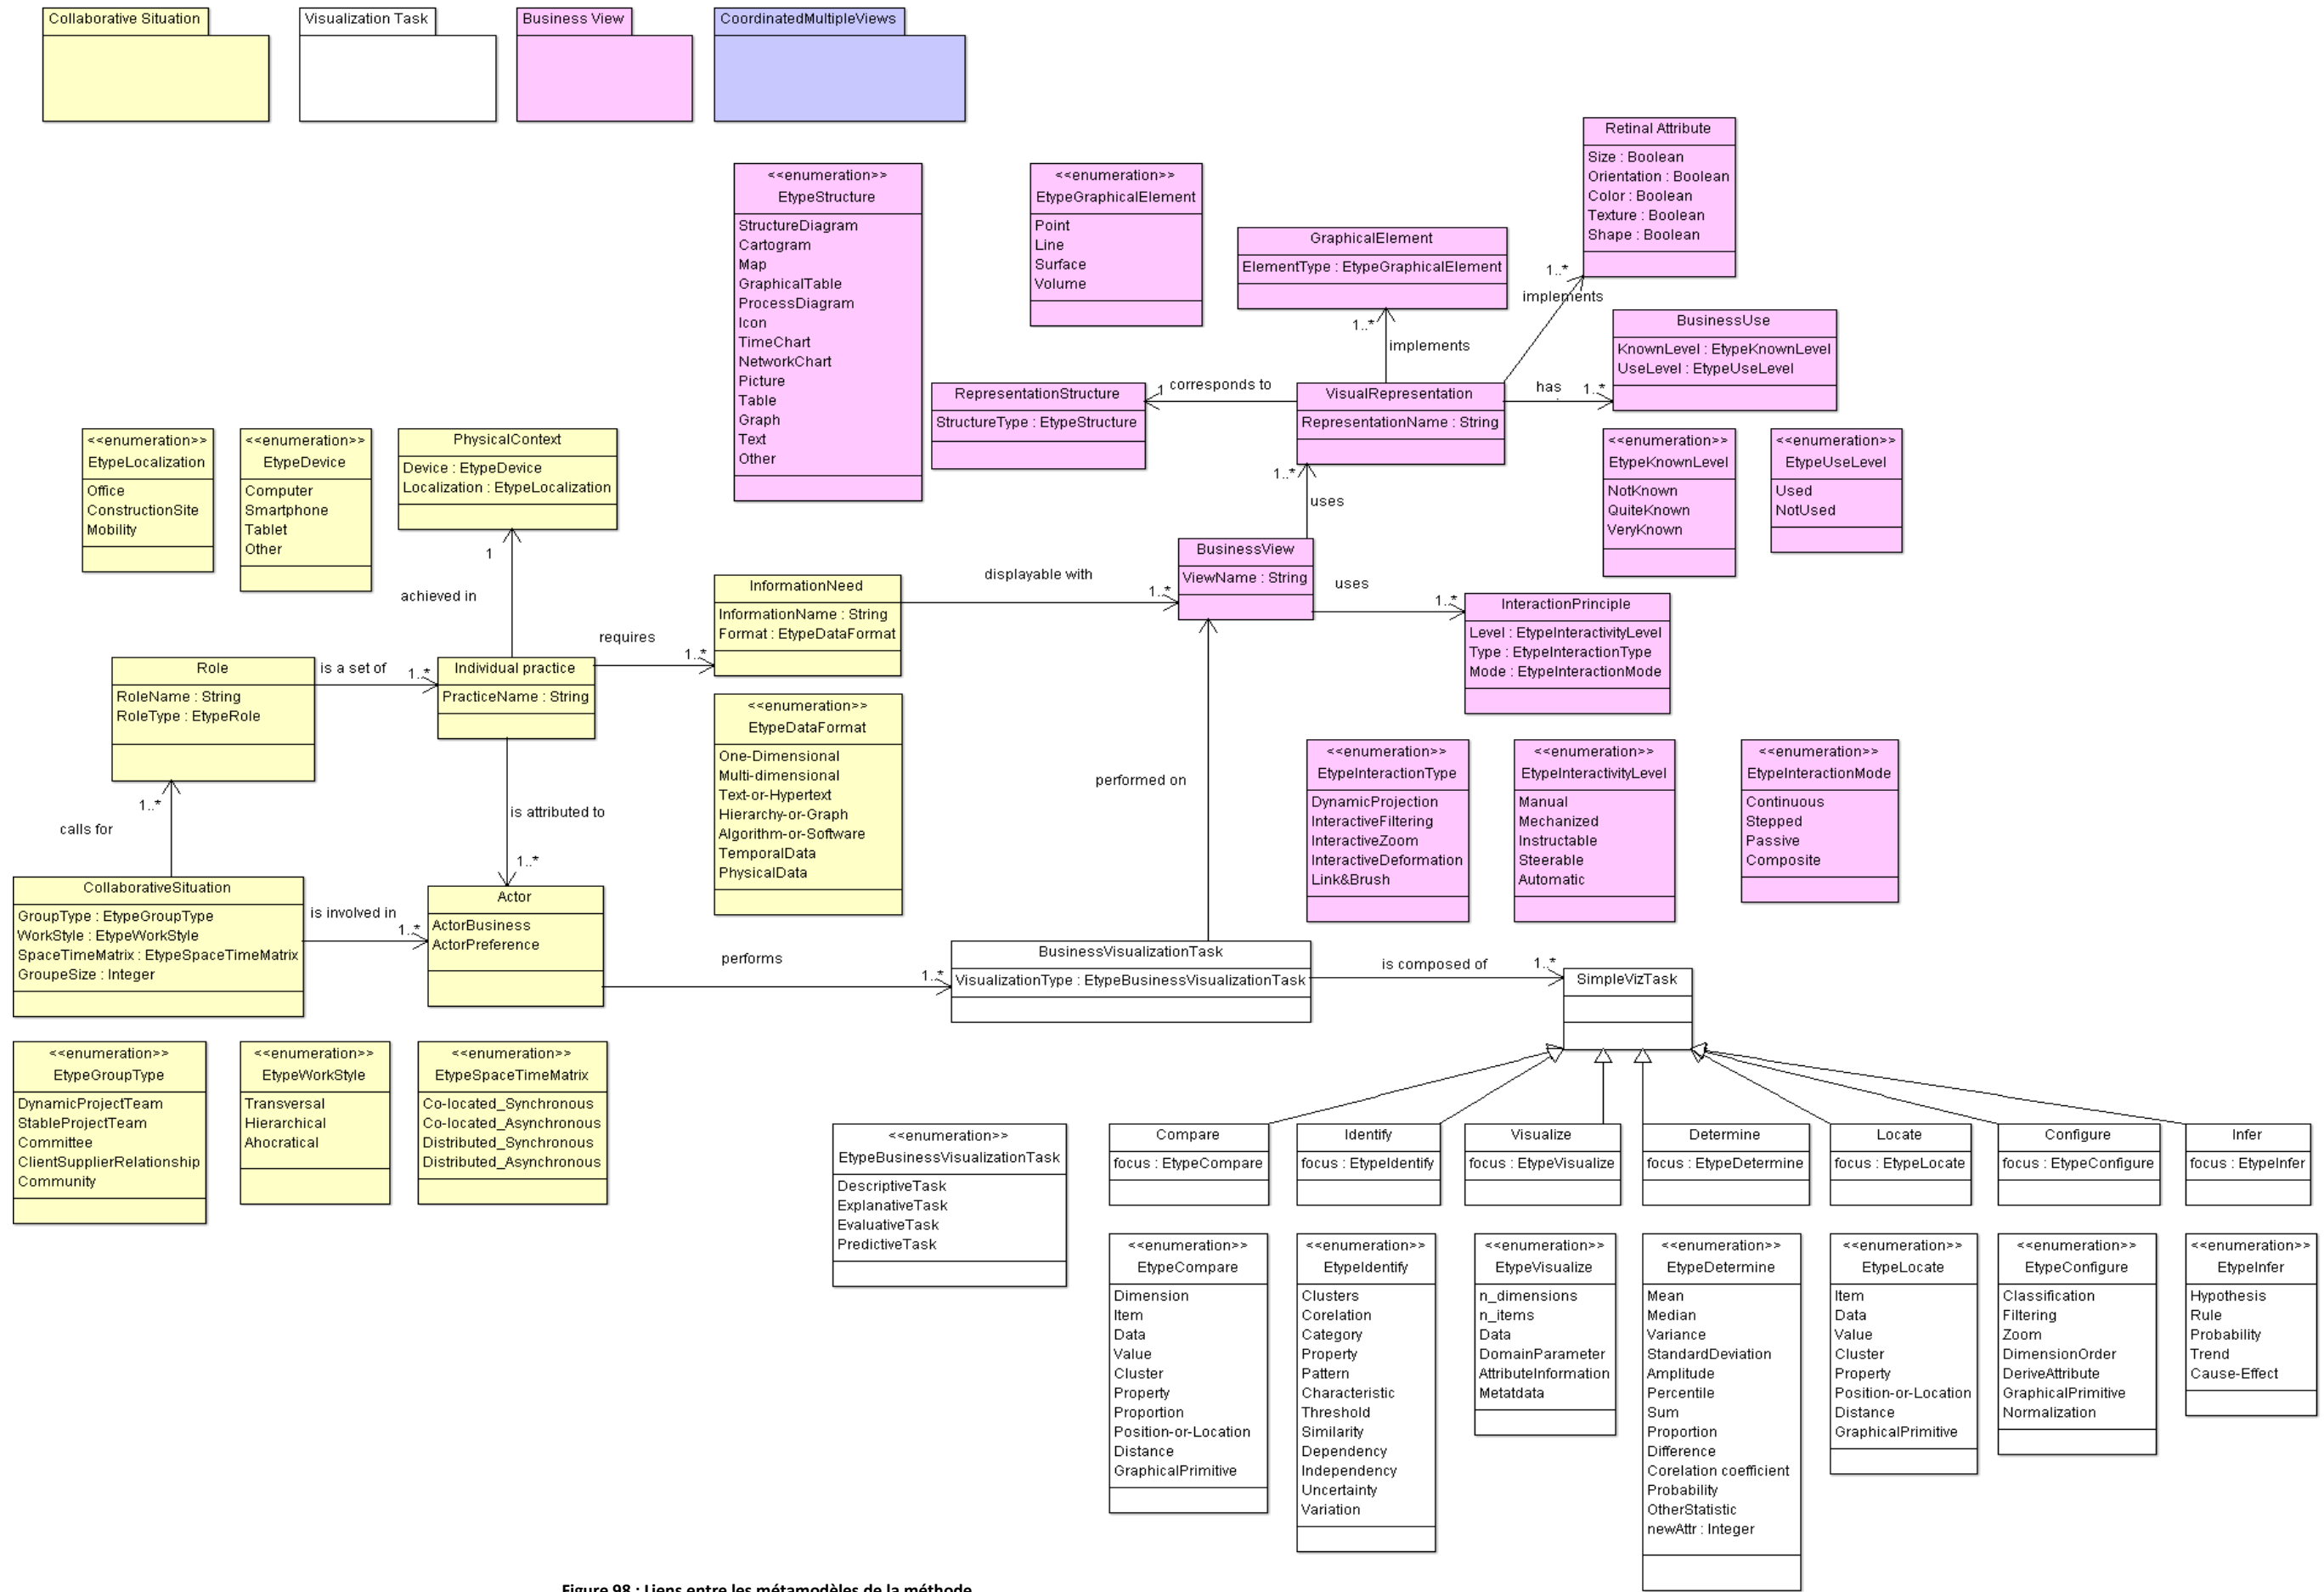 Collaborative Situation
Visualization Task
Business View
CoordinatedMultipleViews
Retinal Attribute
Size : Boolean
Orientation : Boolean
Color : Boolean
Texture : Boolean
Shape : Boolean
<<enumeration>>
EtypeStructure
StructureDiagram
Cartogram
Map
GraphicalTable
ProcessDiagram
Icon
TimeChart
NetworkChart
Picture
Table
Graph
Text
Other
<<enumeration>>
EtypeGraphicalElement
Point
Line
Surface
Volume
GraphicalElement
ElementType : EtypeGraphicalElement
1..*
implements
1..*
implements
BusinessUse
KnownLevel : EtypeKnownLevel
UseLevel : EtypeUseLevel
RepresentationStructure
StructureType : EtypeStructure
1
corresponds to
VisualRepresentation
RepresentationName : String
has
1..*
<<enumeration>>
EtypeLocalization
Office
ConstructionSite
Mobility
<<enumeration>>
EtypeDevice
Computer
Smartphone
Tablet
Other
PhysicalContext
Device : EtypeDevice
Localization : EtypeLocalization
<<enumeration>>
EtypeKnownLevel
NotKnown
QuiteKnown
VeryKnown
<<enumeration>>
EtypeUseLevel
Used
NotUsed
1..*
uses
1
achieved in
InformationNeed
InformationName : String
Format : EtypeDataFormat
displayable with
1..*
BusinessView
ViewName : String
uses
1..*
InteractionPrinciple
Level : EtypeInteractivityLevel
Type : EtypeInteractionType
Mode : EtypeInteractionMode
Role
RoleName : String
RoleType : EtypeRole
is a set of
1..*
Individual practice
PracticeName : String
requires
1..*
<<enumeration>>
EtypeDataFormat
One-Dimensional
Multi-dimensional
Text-or-Hypertext
Hierarchy-or-Graph
Algorithm-or-Software
TemporalData
PhysicalData
performed on
<<enumeration>>
EtypeInteractionType
DynamicProjection
InteractiveFiltering
InteractiveZoom
InteractiveDeformation
Link&Brush
<<enumeration>>
EtypeInteractivityLevel
Manual
Mechanized
Instructable
Steerable
Automatic
<<enumeration>>
EtypeInteractionMode
Continuous
Stepped
Passive
Composite
1..*
calls for
is attributed to
1..*
CollaborativeSituation
GroupType : EtypeGroupType
WorkStyle : EtypeWorkStyle
SpaceTimeMatrix : EtypeSpaceTimeMatrix
GroupeSize : Integer
is involved in
1..*
Actor
ActorBusiness
ActorPreference
performs
1..*
BusinessVisualizationTask
VisualizationType : EtypeBusinessVisualizationTask
is composed of
1..*
SimpleVizTask
<<enumeration>>
EtypeGroupType
DynamicProjectTeam
StableProjectTeam
Committee
ClientSupplierRelationship
Community
<<enumeration>>
EtypeWorkStyle
Transversal
Hierarchical
Ahocratical
<<enumeration>>
EtypeSpaceTimeMatrix
Co-located_Synchronous
Co-located_Asynchronous
Distributed_Synchronous
Distributed_Asynchronous
<<enumeration>>
EtypeBusinessVisualizationTask
DescriptiveTask
ExplanativeTask
EvaluativeTask
PredictiveTask
Compare
focus : EtypeCompare
Identify
focus : EtypeIdentify
Visualize
focus : EtypeVisualize
Determine
focus : EtypeDetermine
Locate
focus : EtypeLocate
Configure
focus : EtypeConfigure
Infer
focus : EtypeInfer
<<enumeration>>
EtypeCompare
Dimension
Item
Data
Value
Cluster
Property
Proportion
Position-or-Location
Distance
GraphicalPrimitive
<<enumeration>>
EtypeIdentify
Clusters
Corelation
Category
Property
Pattern
Characteristic
Threshold
Similarity
Dependency
Independency
Uncertainty
Variation
<<enumeration>>
EtypeVisualize
n_dimensions
n_items
Data
DomainParameter
AttributeInformation
Metatdata
<<enumeration>>
EtypeDetermine
Mean
Median
Variance
StandardDeviation
Amplitude
Percentile
Sum
Proportion
Difference
Corelation coefficient
Probability
OtherStatistic
newAttr : Integer
<<enumeration>>
EtypeLocate
Item
Data
Value
Cluster
Property
Position-or-Location
Distance
GraphicalPrimitive
<<enumeration>>
EtypeConfigure
Classification
Filtering
Zoom
DimensionOrder
DeriveAttribute
GraphicalPrimitive
Normalization
<<enumeration>>
EtypeInfer
Hypothesis
Rule
Probability
Trend
Cause-Effect
Figure 98 : Liens entre les métamodèles de la méthode